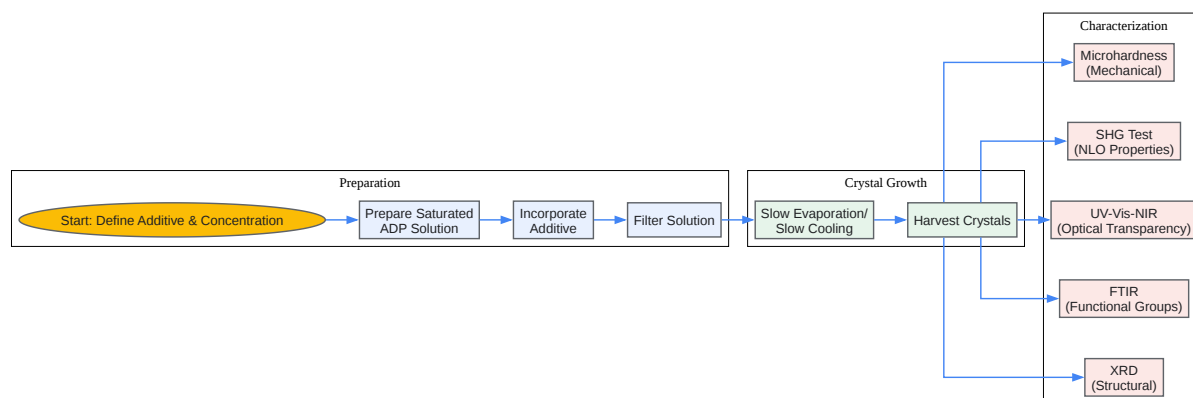 Preparation
Start: Define Additive & Concentration
Prepare Saturated
ADP Solution
Incorporate
Additive
Filter Solution
Crystal Growth
Slow Evaporation/
Slow Cooling
Harvest Crystals
Characterization
Microhardness
(Mechanical)
SHG Test
(NLO Properties)
UV-Vis-NIR
(Optical Transparency)
FTIR
(Functional Groups)
XRD
(Structural)